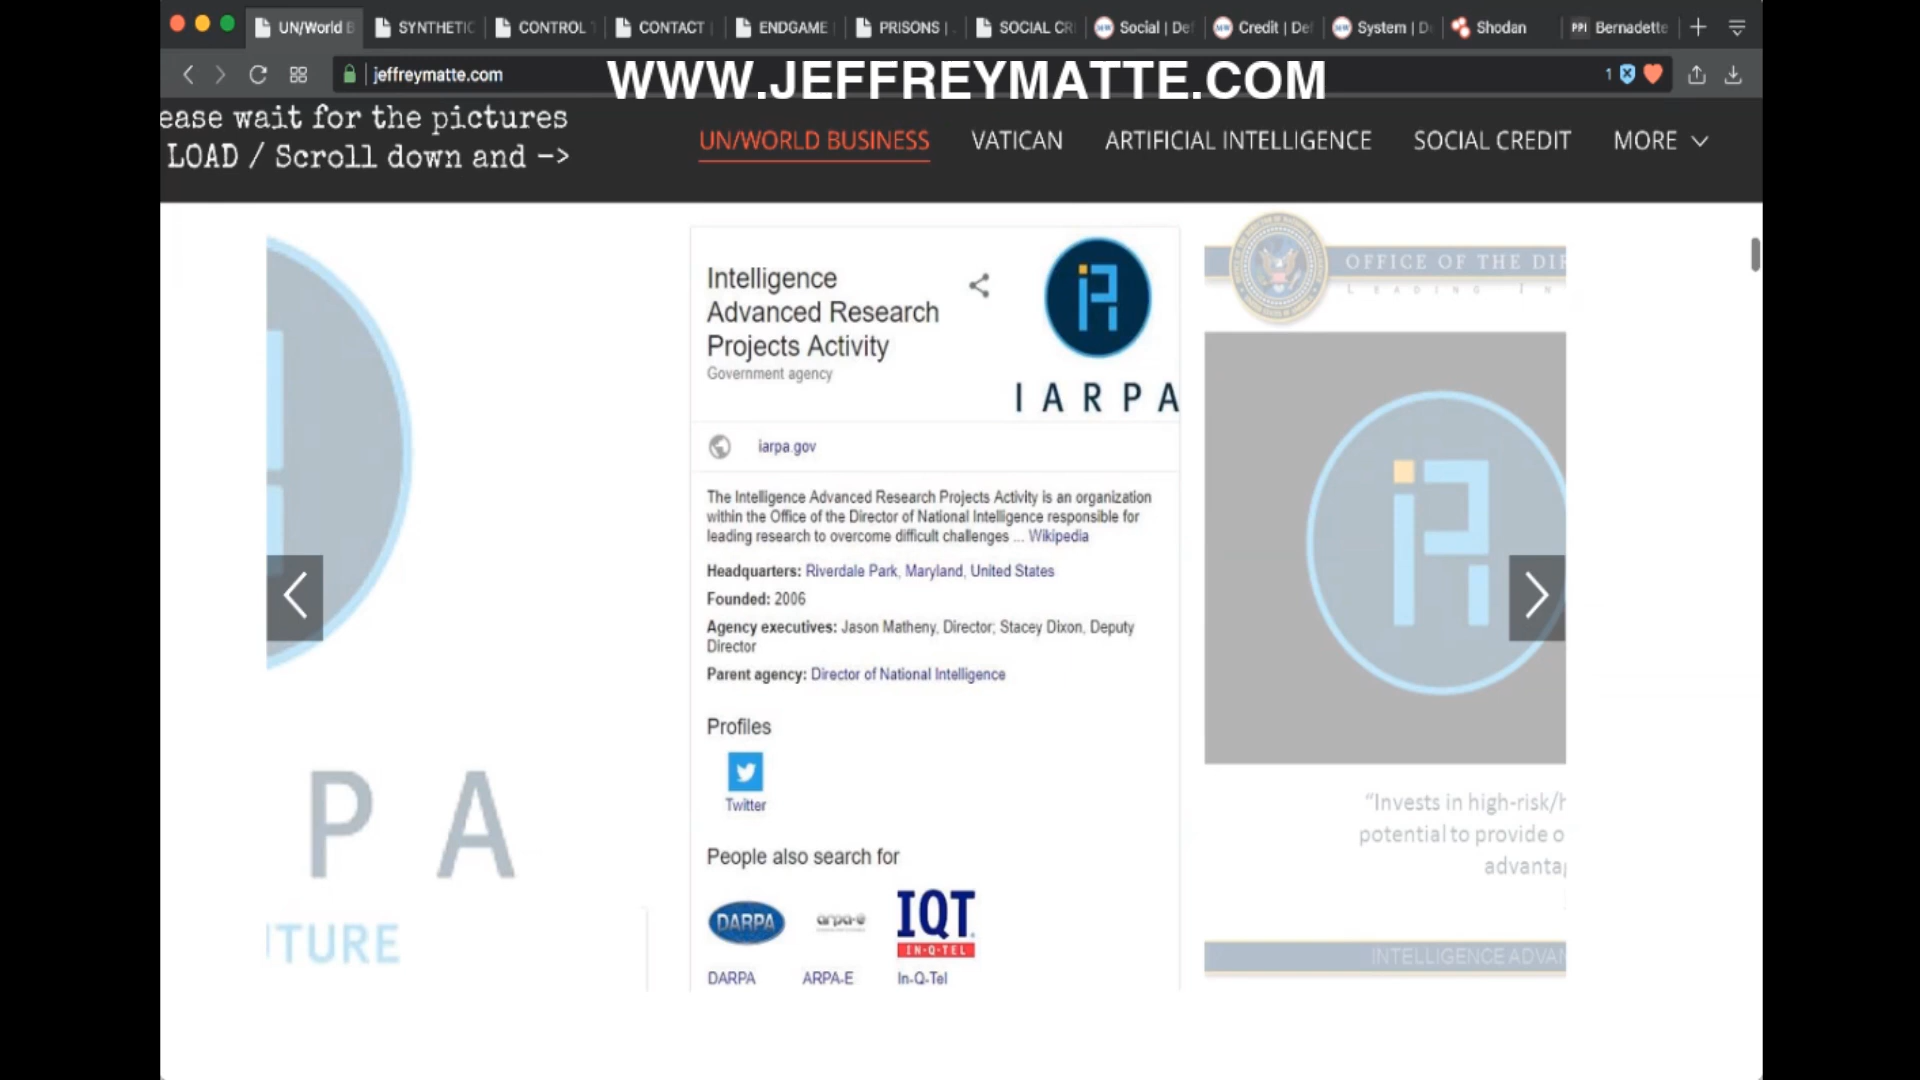 UN/World B
SYNTHETIC
CONTROL
CONTACT
ENDGAME
PRISONS |
SOCIAL CR
Social | De
Credit | De
System | D
Shodan
PPI Bernadette
jeffreymatte.com
WWW.JEFFREYMATTE.COM
1
ease wait for the pictures
LOAD / Scroll down and ->
UN/WORLD BUSINESS
VATICAN
ARTIFICIAL INTELLIGENCE
SOCIAL CREDIT
MORE
P A
TURE
Intelligence
Advanced Research
Projects Activity
Government agency
IARPA
iarpa.gov
The Intelligence Advanced Research Projects Activity is an organization
within the Office of the Director of National Intelligence responsible for
leading research to overcome difficult challenges ... Wikipedia
Headquarters: Riverdale Park, Maryland, United States
Founded: 2006
Agency executives: Jason Matheny, Director; Stacey Dixon, Deputy
Director
Parent agency: Director of National Intelligence
Profiles
Twitter
People also search for
DARPA
arpa-e
IQT
IN-Q-TEL
DARPA
ARPA-E
In-Q-Tel
OFFICE OF THE DI
LEADING IN
“Invests in high-risk/h
potential to provide o
advanta
INTELLIGENCE ADVAN